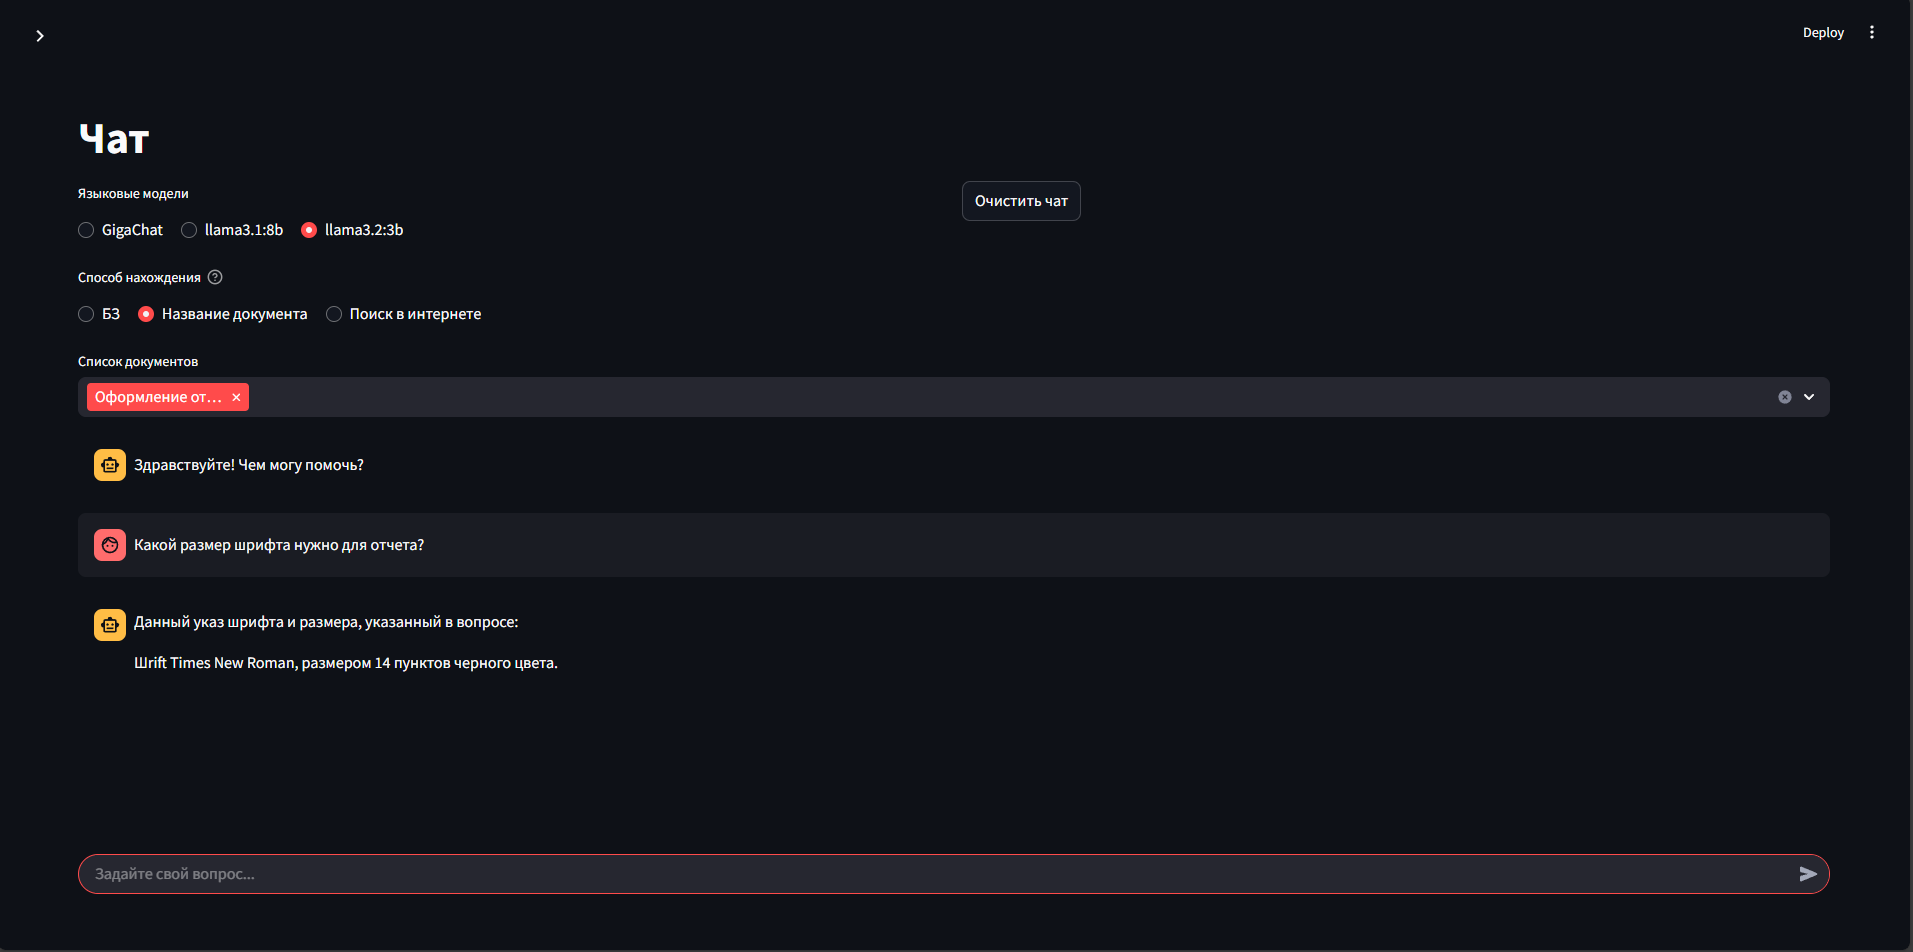 Deploy
Чат
Языковые модели
Очистить чат
GigaChat llama3.1:8b llama3.2:3b
Способ нахождения
БЗ Название документа Поиск в интернете
Список документов
Оформление от...
Здравствуйте! Чем могу помочь?
Какой размер шрифта нужно для отчета?
Данный указ шрифта и размера, указанный в вопросе:
Шrift Times New Roman, размером 14 пунктов черного цвета.
Задайте свой вопрос...